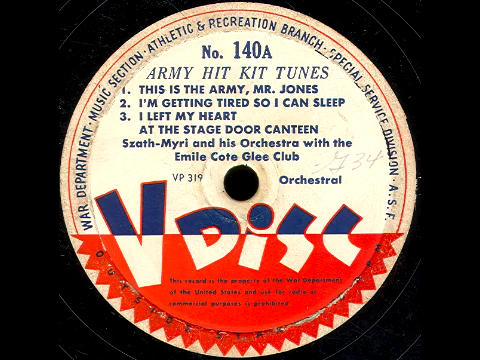 WAR DEPARTMENT · MUSIC SECTION · ATHLETIC & RECREATION BRANCH · SPECIAL SERVICE DIVISION · A.S.F.
No. 140A
ARMY HIT KIT TUNES
1. THIS IS THE ARMY, MR. JONES
2. I'M GETTING TIRED SO I CAN SLEEP
3. I LEFT MY HEART
AT THE STAGE DOOR CANTEEN
Szath-Myri and his Orchestra with the
Emile Cote Glee Club
VP 319
Orchestral
V DISC
This record is the property of the War Department
of the United States and use for radio or
commercial purposes is prohibited